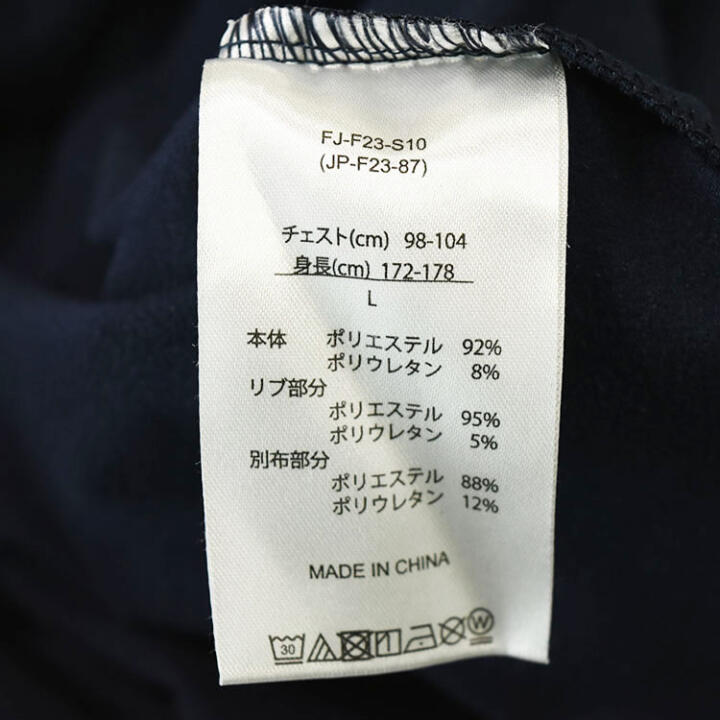 FJ-F23-S10
(JP-F23-87)
チェスト(cm) 98-104
身長(cm) 172-178
L
本体 ポリエステル 92%
ポリウレタン 8%
リブ部分
ポリエステル 95%
ポリウレタン 5%
別布部分
ポリエステル 88%
ポリウレタン 12%
MADE IN CHINA
30 W